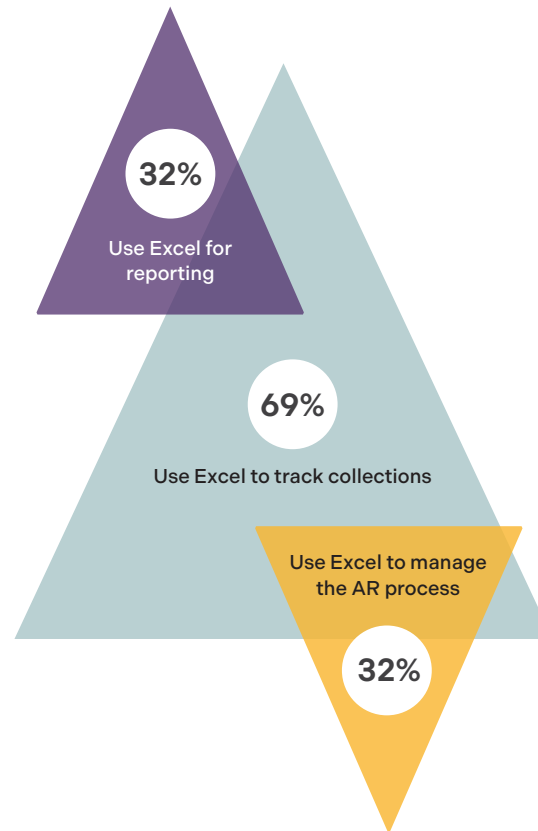 32%
Use Excel for
reporting
69%
Use Excel to track collections
Use Excel to manage
the AR process
32%